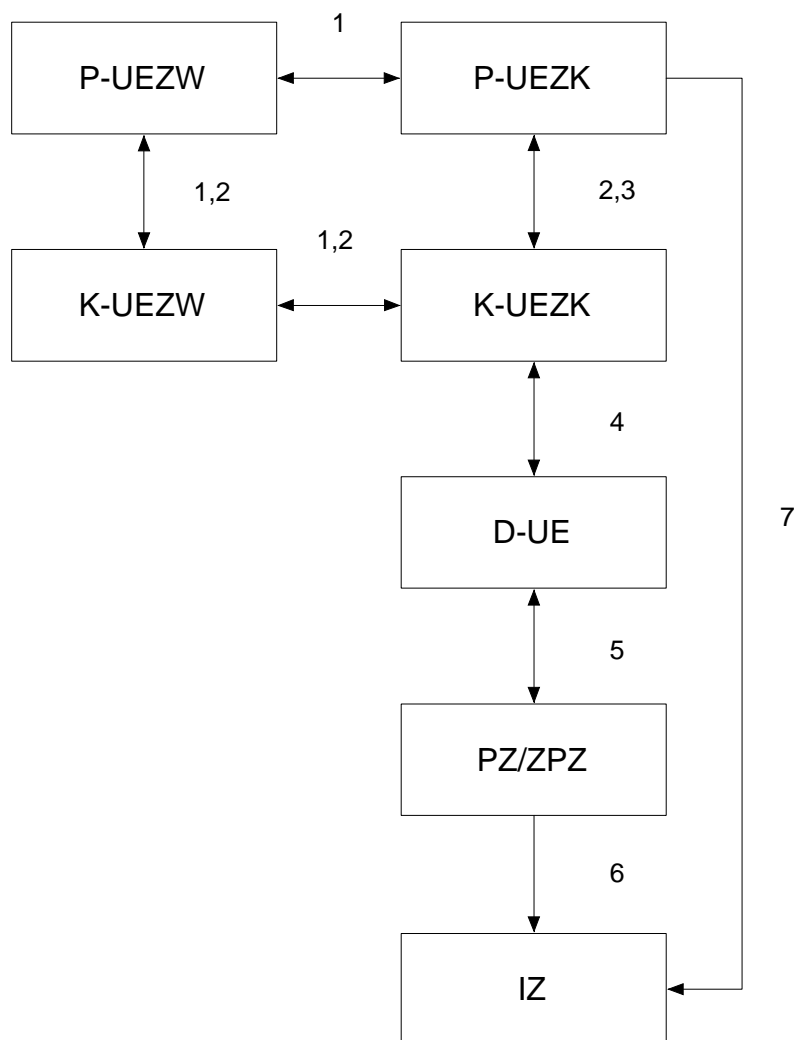 1
P-UEZW
P-UEZK
1,2
2,3
1,2
K-UEZW
K-UEZK
4
7
D-UE
5
PZ/ZPZ
6
IZ